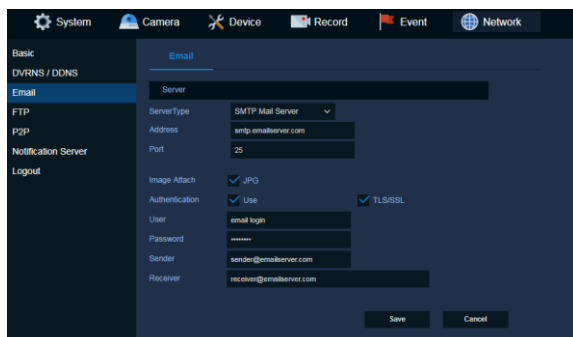 System Camera Device Record Event Network
Basic
DVRNS / DDNS
Email
FTP
P2P
Notification Server
Logout
Email
Server
ServerType SMTP Mail Server
Address smtp.emailserver.com
Port 25
Image Attach JPG
Authentication Use TLS/SSL
User email login
Password ••••••••
Sender sender@emailserver.com
Receiver receiver@emailserver.com
Save Cancel